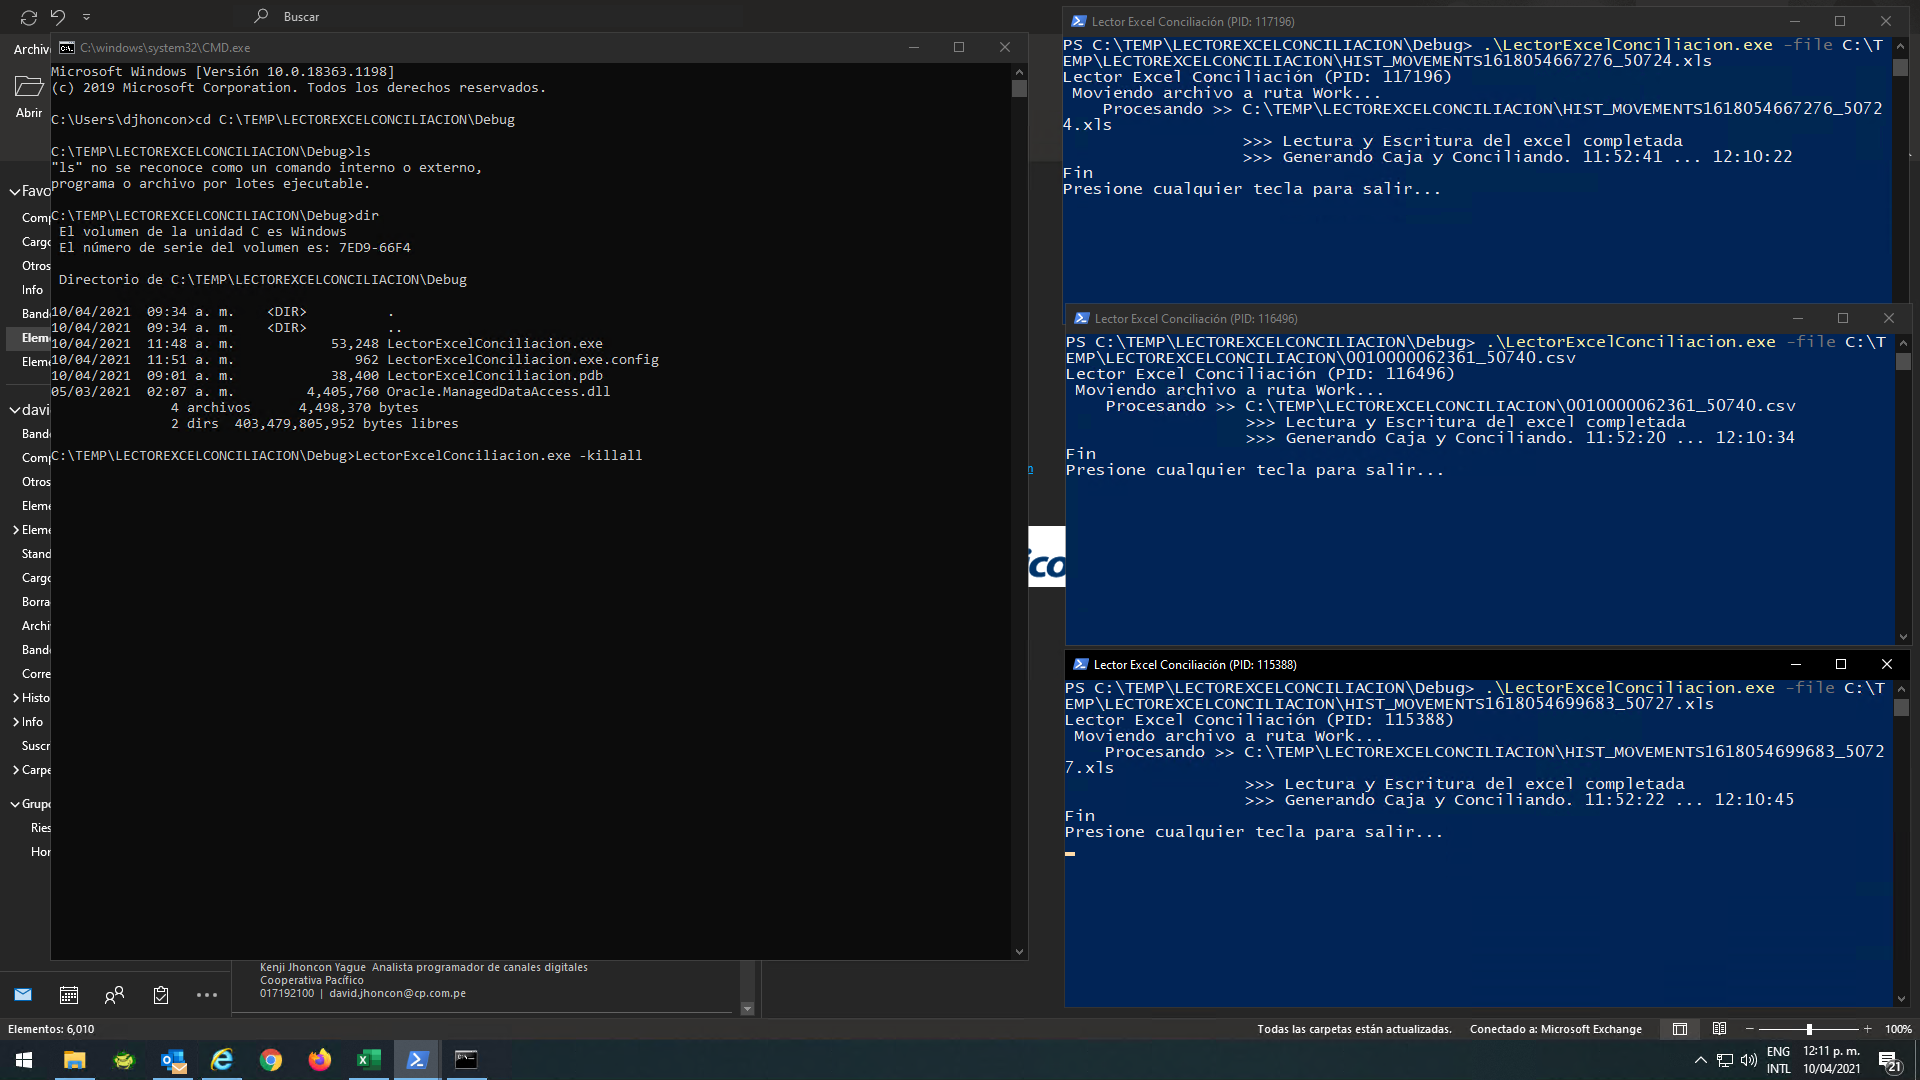 Buscar
Archiv
Abrir
Favo
Comp
Cargo
Otros
Info
Band
Elem
Eleme
davi
Band
Comp
Otros
Eleme
Eleme
Stand
Cargo
Borra
Archi
Band
Corre
Histo
Info
Suscr
Carpe
Grupo
Ries
Hor
C:\windows\system32\CMD.exe
Microsoft Windows [Versión 10.0.18363.1198]
(c) 2019 Microsoft Corporation. Todos los derechos reservados.
C:\Users\djhoncon>cd C:\TEMP\LECTOREXCELCONCILIACION\Debug
C:\TEMP\LECTOREXCELCONCILIACION\Debug>ls
"ls" no se reconoce como un comando interno o externo,
programa o archivo por lotes ejecutable.
C:\TEMP\LECTOREXCELCONCILIACION\Debug>dir
El volumen de la unidad C es Windows
El número de serie del volumen es: 7ED9-66F4
Directorio de C:\TEMP\LECTOREXCELCONCILIACION\Debug
10/04/2021  09:34 a. m.    <DIR>          .
10/04/2021  09:34 a. m.    <DIR>          ..
10/04/2021  11:48 a. m.            53,248 LectorExcelConciliacion.exe
10/04/2021  11:51 a. m.               962 LectorExcelConciliacion.exe.config
10/04/2021  09:01 a. m.            38,400 LectorExcelConciliacion.pdb
05/03/2021  02:07 a. m.         4,405,760 Oracle.ManagedDataAccess.dll
4 archivos      4,498,370 bytes
2 dirs  403,479,805,952 bytes libres
C:\TEMP\LECTOREXCELCONCILIACION\Debug>LectorExcelConciliacion.exe -killall
Lector Excel Conciliación (PID: 117196)
PS C:\TEMP\LECTOREXCELCONCILIACION\Debug> .\LectorExcelConciliacion.exe -file C:\T
EMP\LECTOREXCELCONCILIACION\HIST_MOVEMENTS1618054667276_50724.xls
Lector Excel Conciliación (PID: 117196)
Moviendo archivo a ruta Work...
Procesando >> C:\TEMP\LECTOREXCELCONCILIACION\HIST_MOVEMENTS1618054667276_5072
4.xls
>>> Lectura y Escritura del excel completada
>>> Generando Caja y Conciliando. 11:52:41 ... 12:10:22
Fin
Presione cualquier tecla para salir...
Lector Excel Conciliación (PID: 116496)
PS C:\TEMP\LECTOREXCELCONCILIACION\Debug> .\LectorExcelConciliacion.exe -file C:\T
EMP\LECTOREXCELCONCILIACION\0010000062361_50740.csv
Lector Excel Conciliación (PID: 116496)
Moviendo archivo a ruta Work...
Procesando >> C:\TEMP\LECTOREXCELCONCILIACION\0010000062361_50740.csv
>>> Lectura y Escritura del excel completada
>>> Generando Caja y Conciliando. 11:52:20 ... 12:10:34
Fin
Presione cualquier tecla para salir...
n
ico
Lector Excel Conciliación (PID: 115388)
PS C:\TEMP\LECTOREXCELCONCILIACION\Debug> .\LectorExcelConciliacion.exe -file C:\T
EMP\LECTOREXCELCONCILIACION\HIST_MOVEMENTS1618054699683_50727.xls
Lector Excel Conciliación (PID: 115388)
Moviendo archivo a ruta Work...
Procesando >> C:\TEMP\LECTOREXCELCONCILIACION\HIST_MOVEMENTS1618054699683_5072
7.xls
>>> Lectura y Escritura del excel completada
>>> Generando Caja y Conciliando. 11:52:22 ... 12:10:45
Fin
Presione cualquier tecla para salir...
Kenji Jhoncon Yague  Analista programador de canales digitales
Cooperativa Pacífico
017192100 | david.jhoncon@cp.com.pe
Elementos: 6,010
Todas las carpetas están actualizadas.
Conectado a: Microsoft Exchange
100%
ENG
INTL
12:11 p. m.
10/04/2021
21